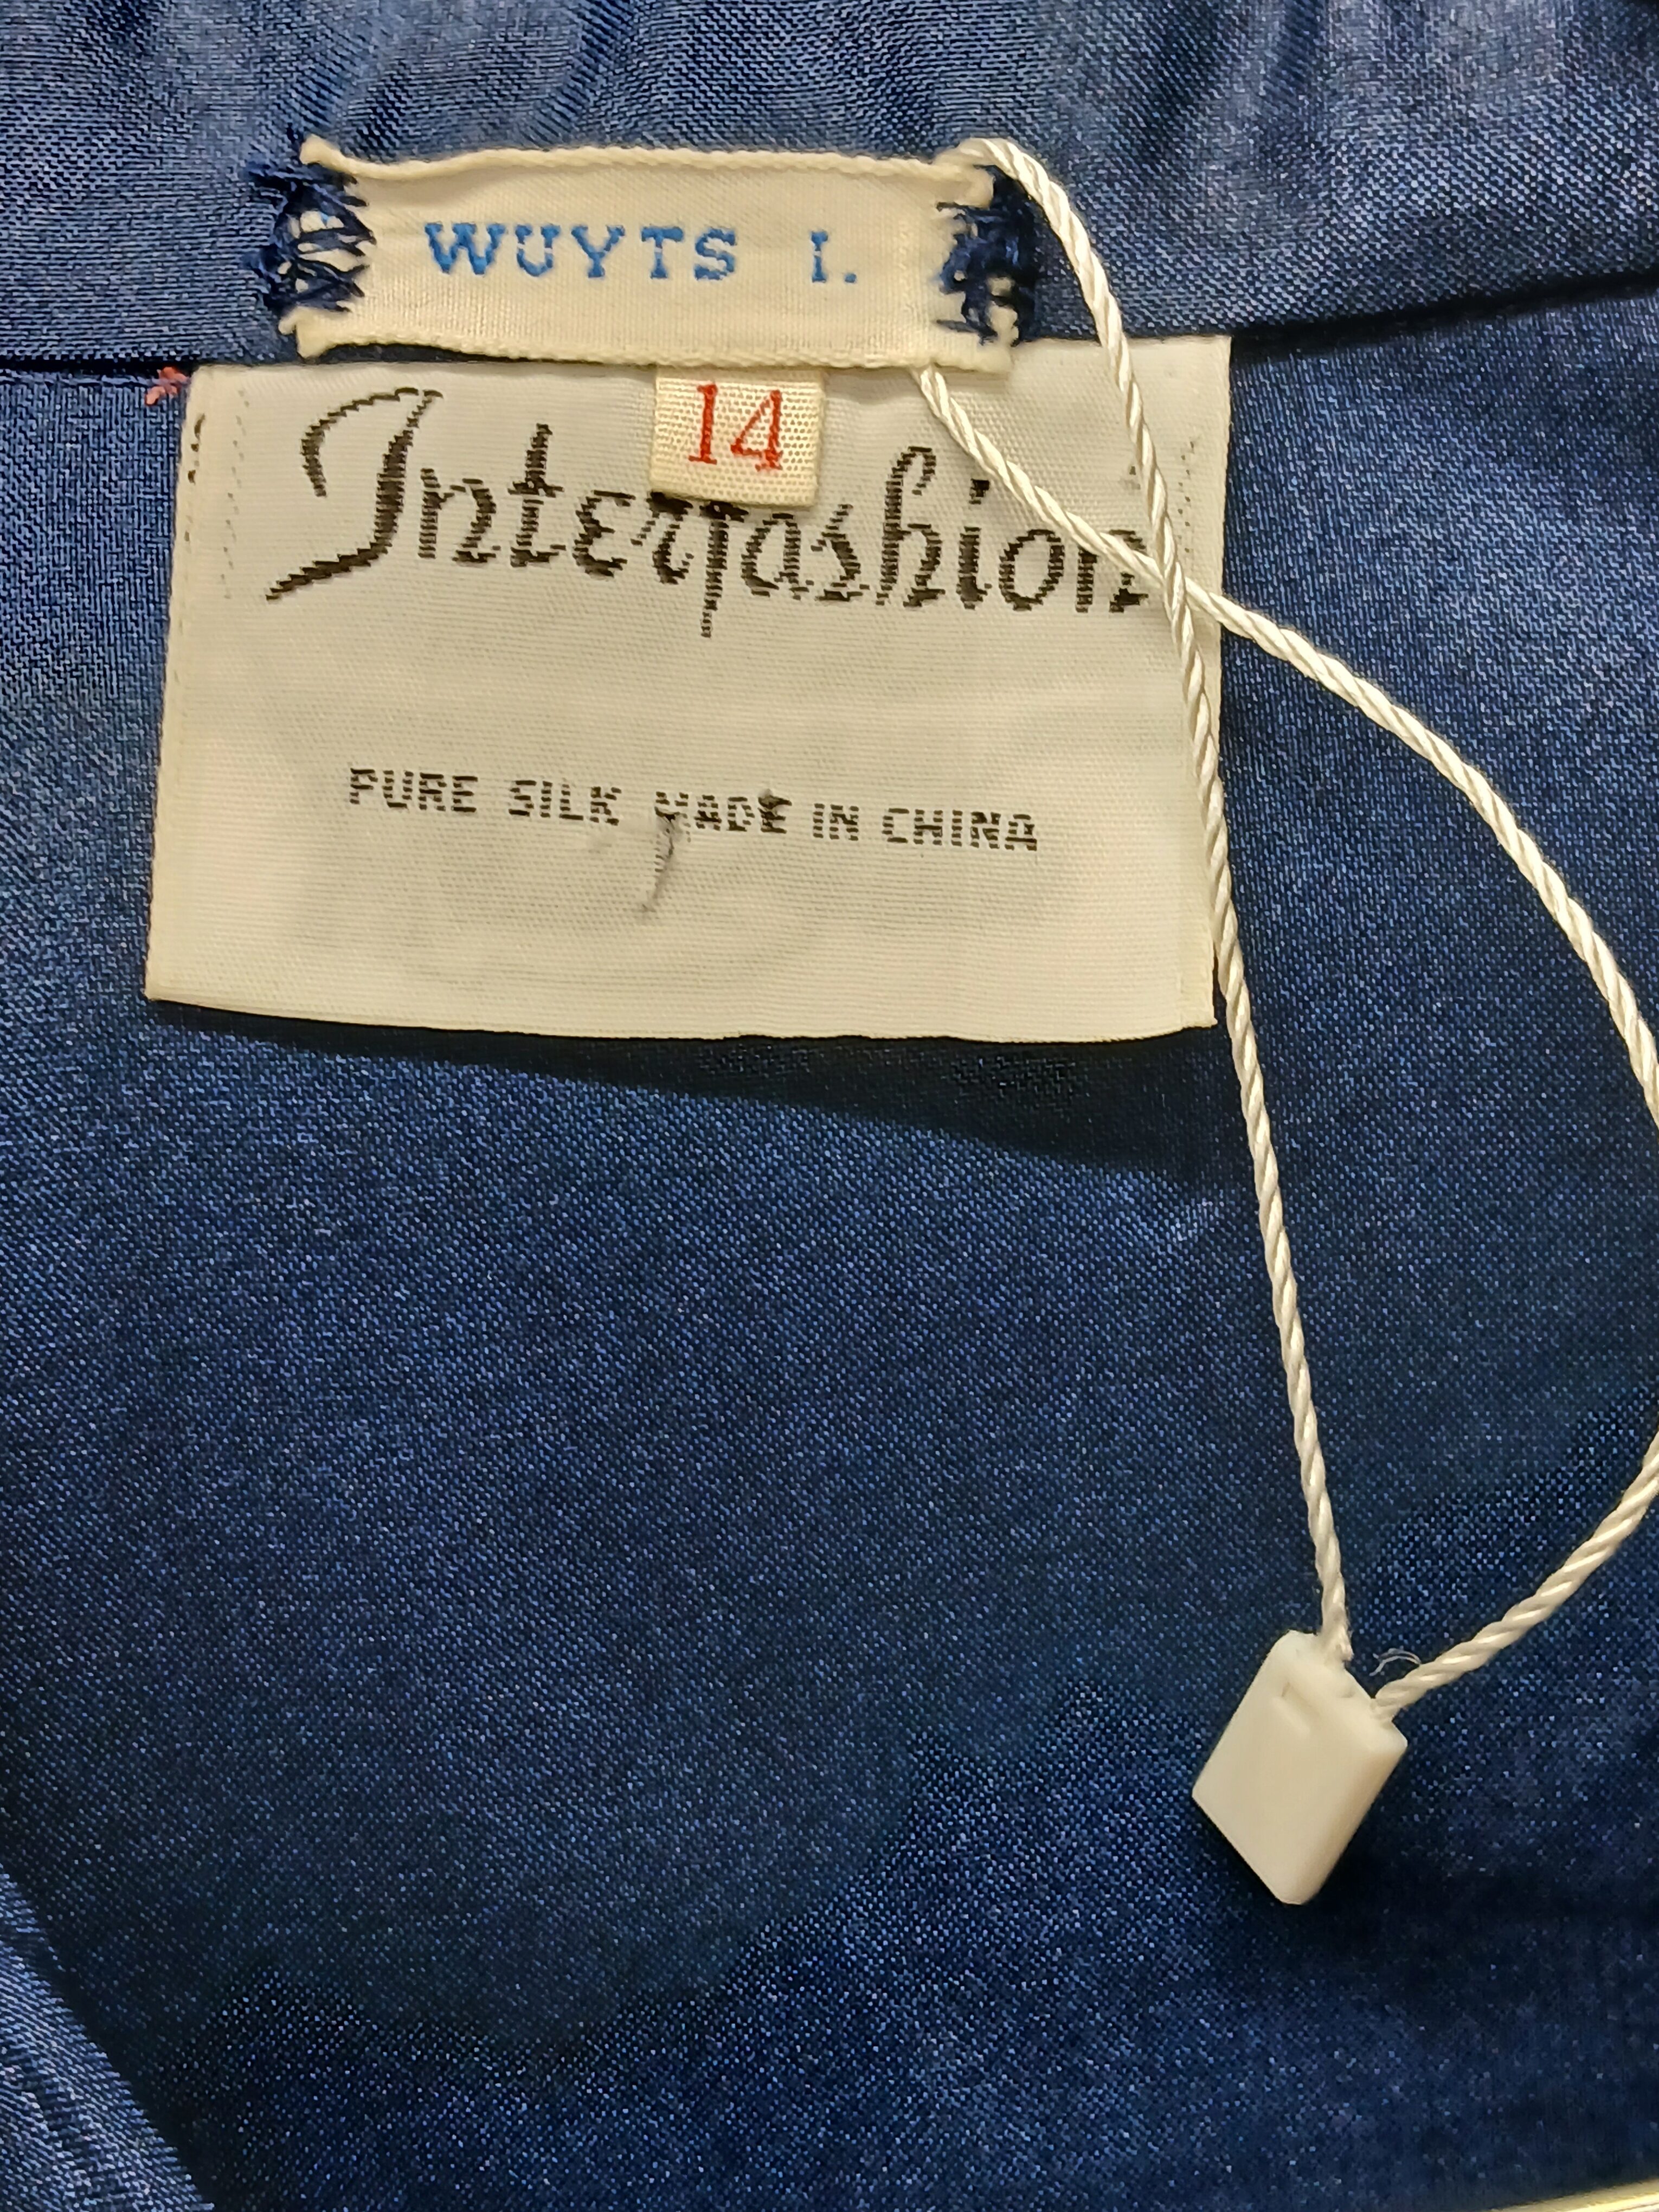 WUYTS I.
14
Interfashion
PURE SILK MADE IN CHINA